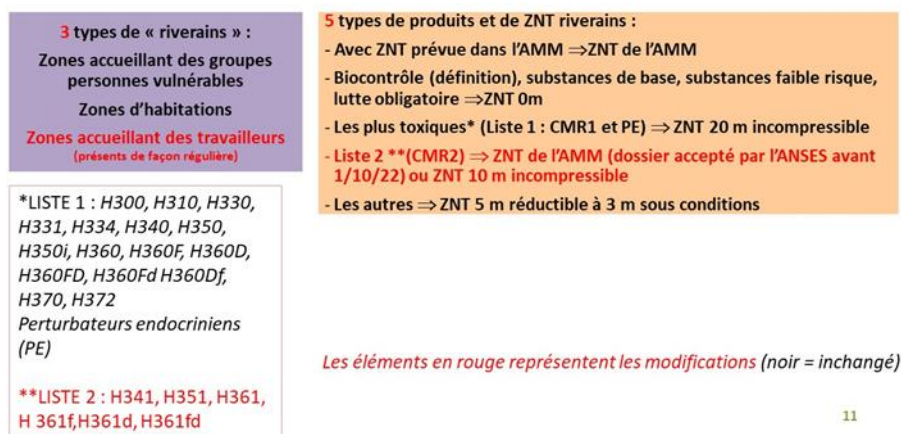 3 types de « riverains » :
Zones accueillant des groupes
personnes vulnérables
Zones d'habitations
Zones accueillant des travailleurs
(présents de façon régulière)
5 types de produits et de ZNT riverains :
- Avec ZNT prévue dans l'AMM ⇒ZNT de l'AMM
- Biocontrôle (définition), substances de base, substances faible risque,
lutte obligatoire ⇒ZNT 0m
- Les plus toxiques* (Liste 1 : CMR1 et PE) ⇒ ZNT 20 m incompressible
- Liste 2 **(CMR2) ⇒ ZNT de l'AMM (dossier accepté par l'ANSES avant
1/10/22) ou ZNT 10 m incompressible
- Les autres ⇒ ZNT 5 m réductible à 3 m sous conditions
*LISTE 1 : H300, H310, H330,
H331, H334, H340, H350,
H350i, H360, H360F, H360D,
H360FD, H360Fd H360Df,
H370, H372
Perturbateurs endocriniens
(PE)
**LISTE 2 : H341, H351, H361,
H 361f,H361d, H361fd
Les éléments en rouge représentent les modifications (noir = inchangé)
11